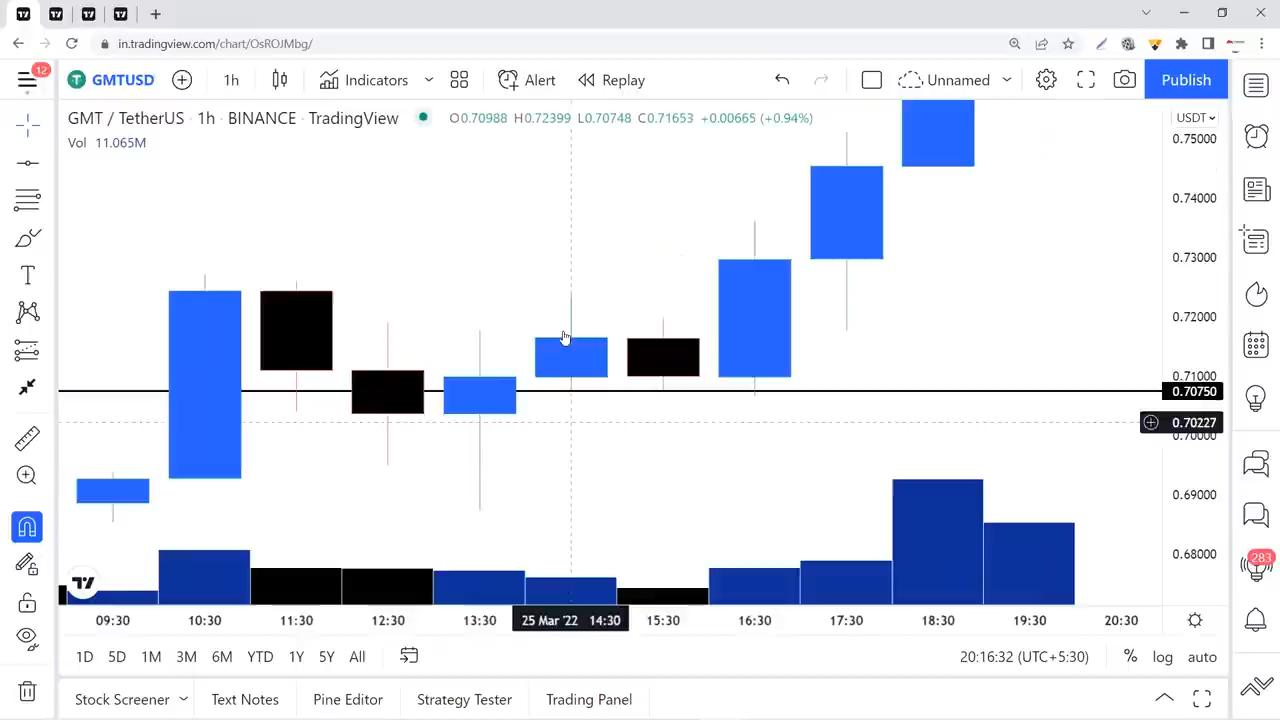 in.tradingview.com/chart/OsROJMbg/
12
GMTUSD
1h
Indicators
Alert
Replay
Unnamed
Publish
GMT / TetherUS · 1h · BINANCE · TradingView
O0.70988 H0.72399 L0.70748 C0.71653 +0.00665 (+0.94%)
USDT
Vol 11.065M
0.75000
0.74000
0.73000
0.72000
0.71000
0.70750
0.70227
0.70000
0.69000
0.68000
283
09:30 10:30 11:30 12:30 13:30 25 Mar '22 14:30 15:30 16:30 17:30 18:30 19:30 20:30
1D 5D 1M 3M 6M YTD 1Y 5Y All
20:16:32 (UTC+5:30) % log auto
Stock Screener Text Notes Pine Editor Strategy Tester Trading Panel